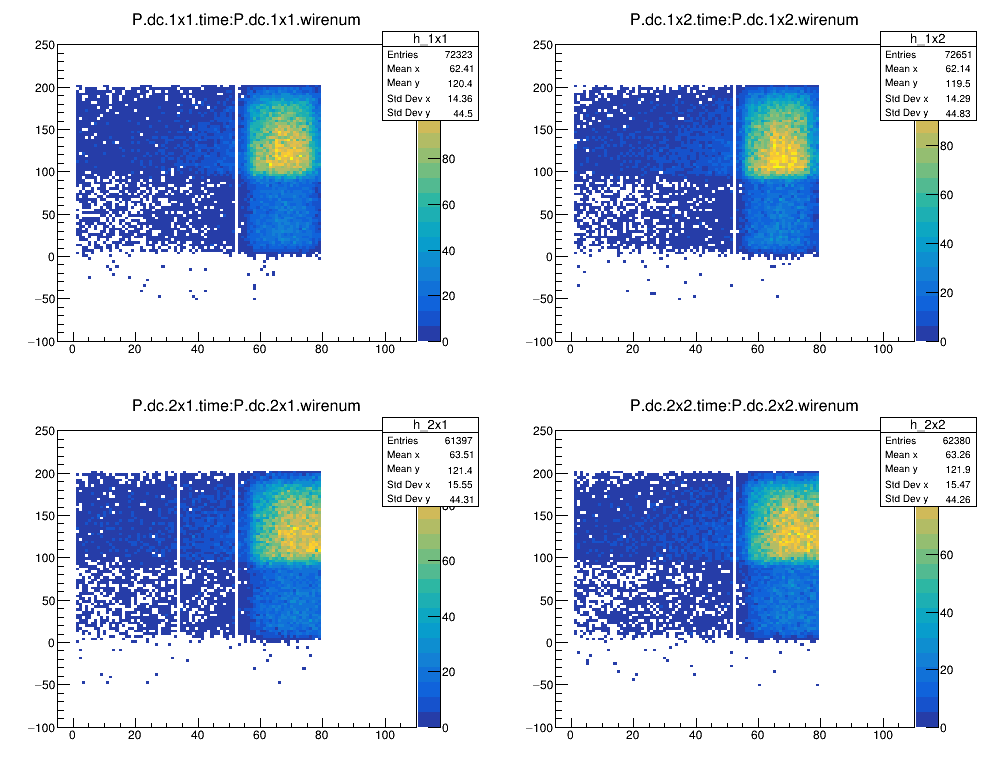 P.dc.1x1.time:P.dc.1x1.wirenum
h_1x1
Entries 72323
Mean x 62.41
Mean y 120.4
Std Dev x 14.36
Std Dev y 44.5
250
200
150
100
50
0
−50
−100
0 20 40 60 80 100
80
60
40
20
0
P.dc.1x2.time:P.dc.1x2.wirenum
h_1x2
Entries 72651
Mean x 62.14
Mean y 119.5
Std Dev x 14.29
Std Dev y 44.83
250
200
150
100
50
0
−50
−100
0 20 40 60 80 100
80
60
40
20
0
P.dc.2x1.time:P.dc.2x1.wirenum
h_2x1
Entries 61397
Mean x 63.51
Mean y 121.4
Std Dev x 15.55
Std Dev y 44.31
250
200
150
100
50
0
−50
−100
0 20 40 60 80 100
80
60
40
20
0
P.dc.2x2.time:P.dc.2x2.wirenum
h_2x2
Entries 62380
Mean x 63.26
Mean y 121.9
Std Dev x 15.47
Std Dev y 44.26
250
200
150
100
50
0
−50
−100
0 20 40 60 80 100
60
40
20
0